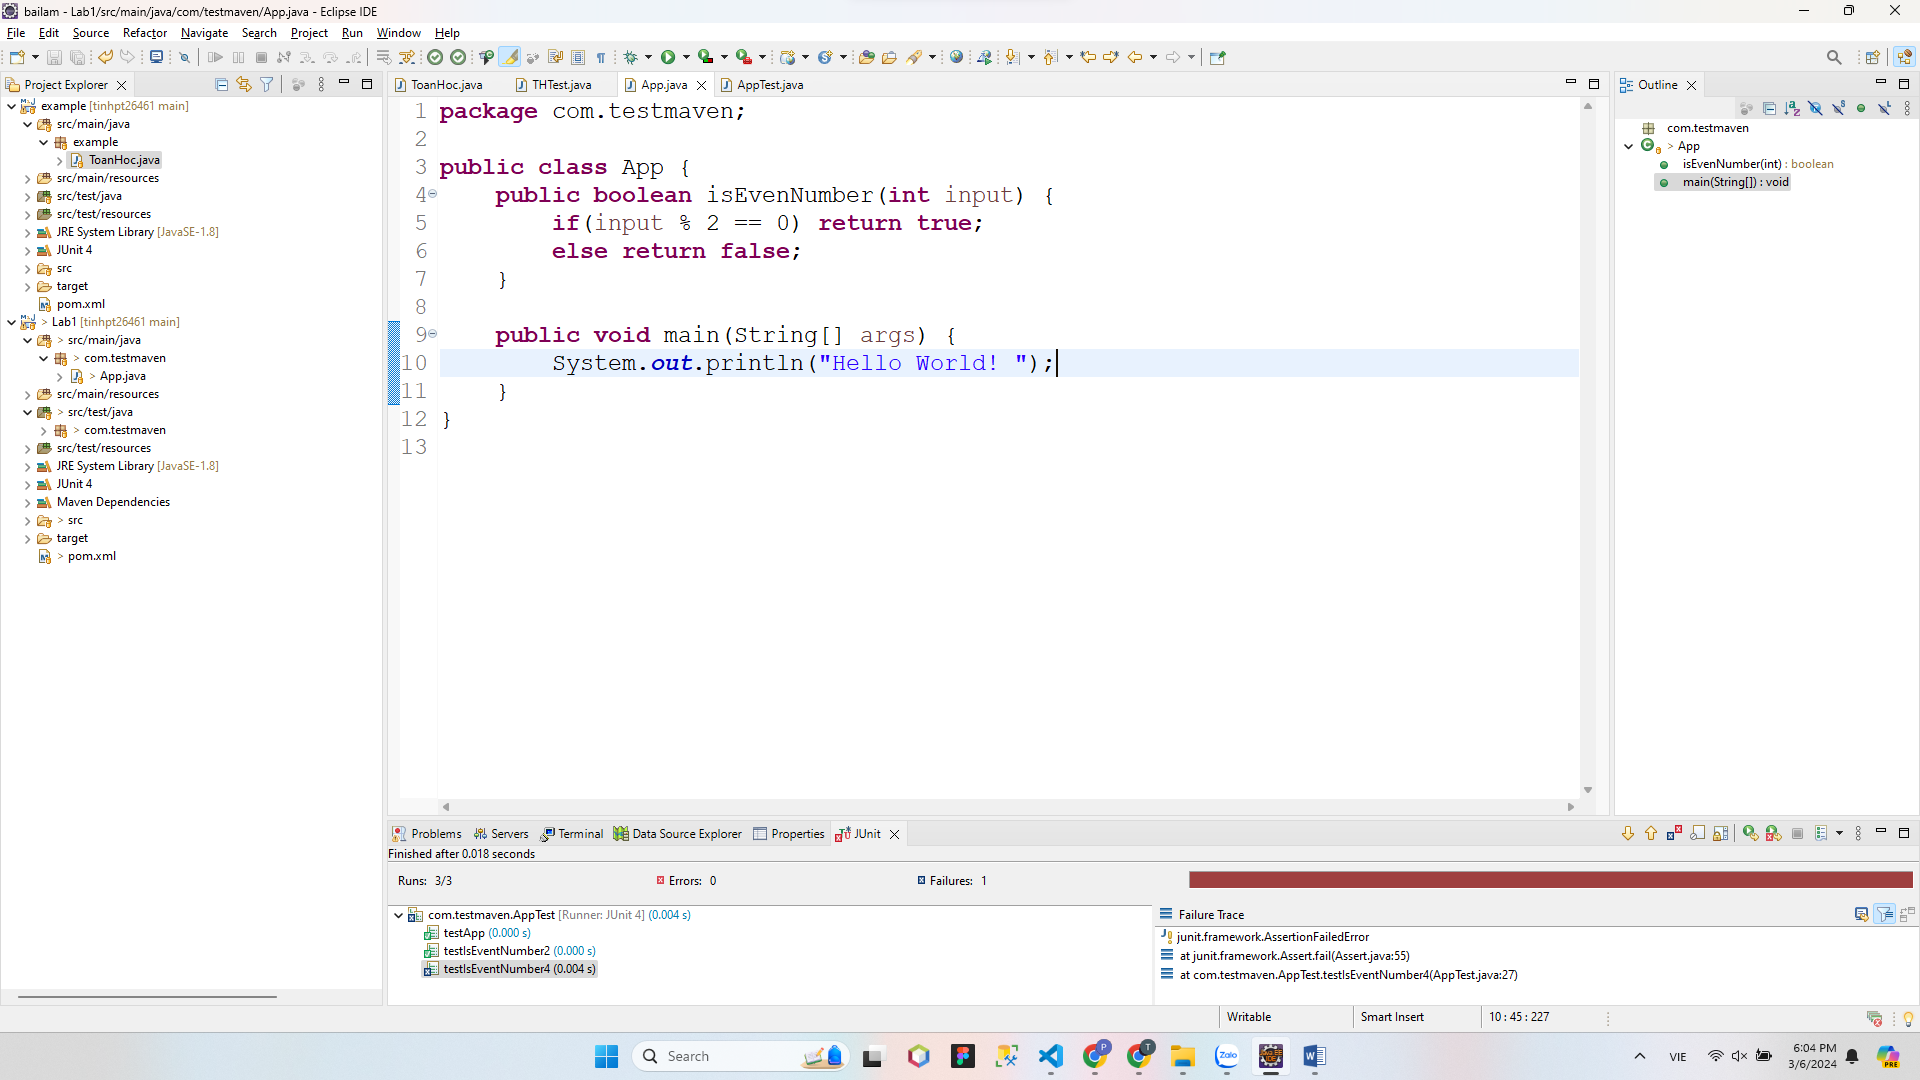 bailam - Lab1/src/main/java/com/testmaven/App.java - Eclipse IDE
File Edit Source Refactor Navigate Search Project Run Window Help
Project Explorer
example [tinhpt26461 main]
src/main/java
example
ToanHoc.java
src/main/resources
src/test/java
src/test/resources
JRE System Library [JavaSE-1.8]
JUnit 4
src
target
pom.xml
> Lab1 [tinhpt26461 main]
> src/main/java
> com.testmaven
> App.java
src/main/resources
> src/test/java
> com.testmaven
src/test/resources
JRE System Library [JavaSE-1.8]
JUnit 4
Maven Dependencies
> src
target
> pom.xml
ToanHoc.java THTest.java App.java AppTest.java
1 package com.testmaven;
2
3 public class App {
4 public boolean isEvenNumber(int input) {
5 if(input % 2 == 0) return true;
6 else return false;
7 }
8
9 public void main(String[] args) {
10 System.out.println("Hello World! ");
11 }
12 }
13
Outline
com.testmaven
> App
isEvenNumber(int) : boolean
main(String[]) : void
Problems Servers Terminal Data Source Explorer Properties JUnit
Finished after 0.018 seconds
Runs: 3/3 Errors: 0 Failures: 1
com.testmaven.AppTest [Runner: JUnit 4] (0.004 s)
testApp (0.000 s)
testIsEventNumber2 (0.000 s)
testIsEventNumber4 (0.004 s)
Failure Trace
junit.framework.AssertionFailedError
at junit.framework.Assert.fail(Assert.java:55)
at com.testmaven.AppTest.testIsEventNumber4(AppTest.java:27)
Writable Smart Insert 10 : 45 : 227
Search
P
T
Zalo
VIE
6:04 PM
3/6/2024
PRE